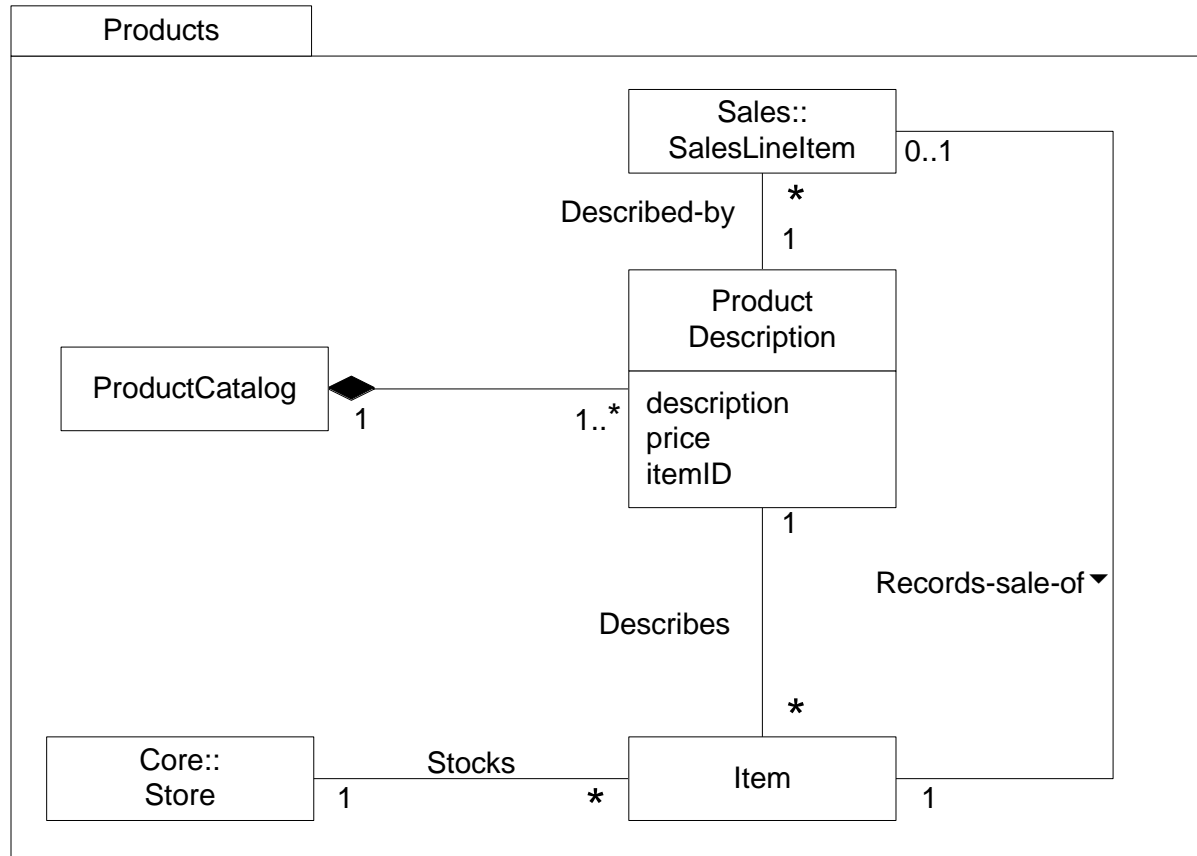 Products
Sales::
SalesLineItem
0..1
*
Described-by
1
Product
Description
ProductCatalog
1
1..*
description
price
itemID
1
Records-sale-of
Describes
*
Core::
Store
Stocks
1
*
Item
1